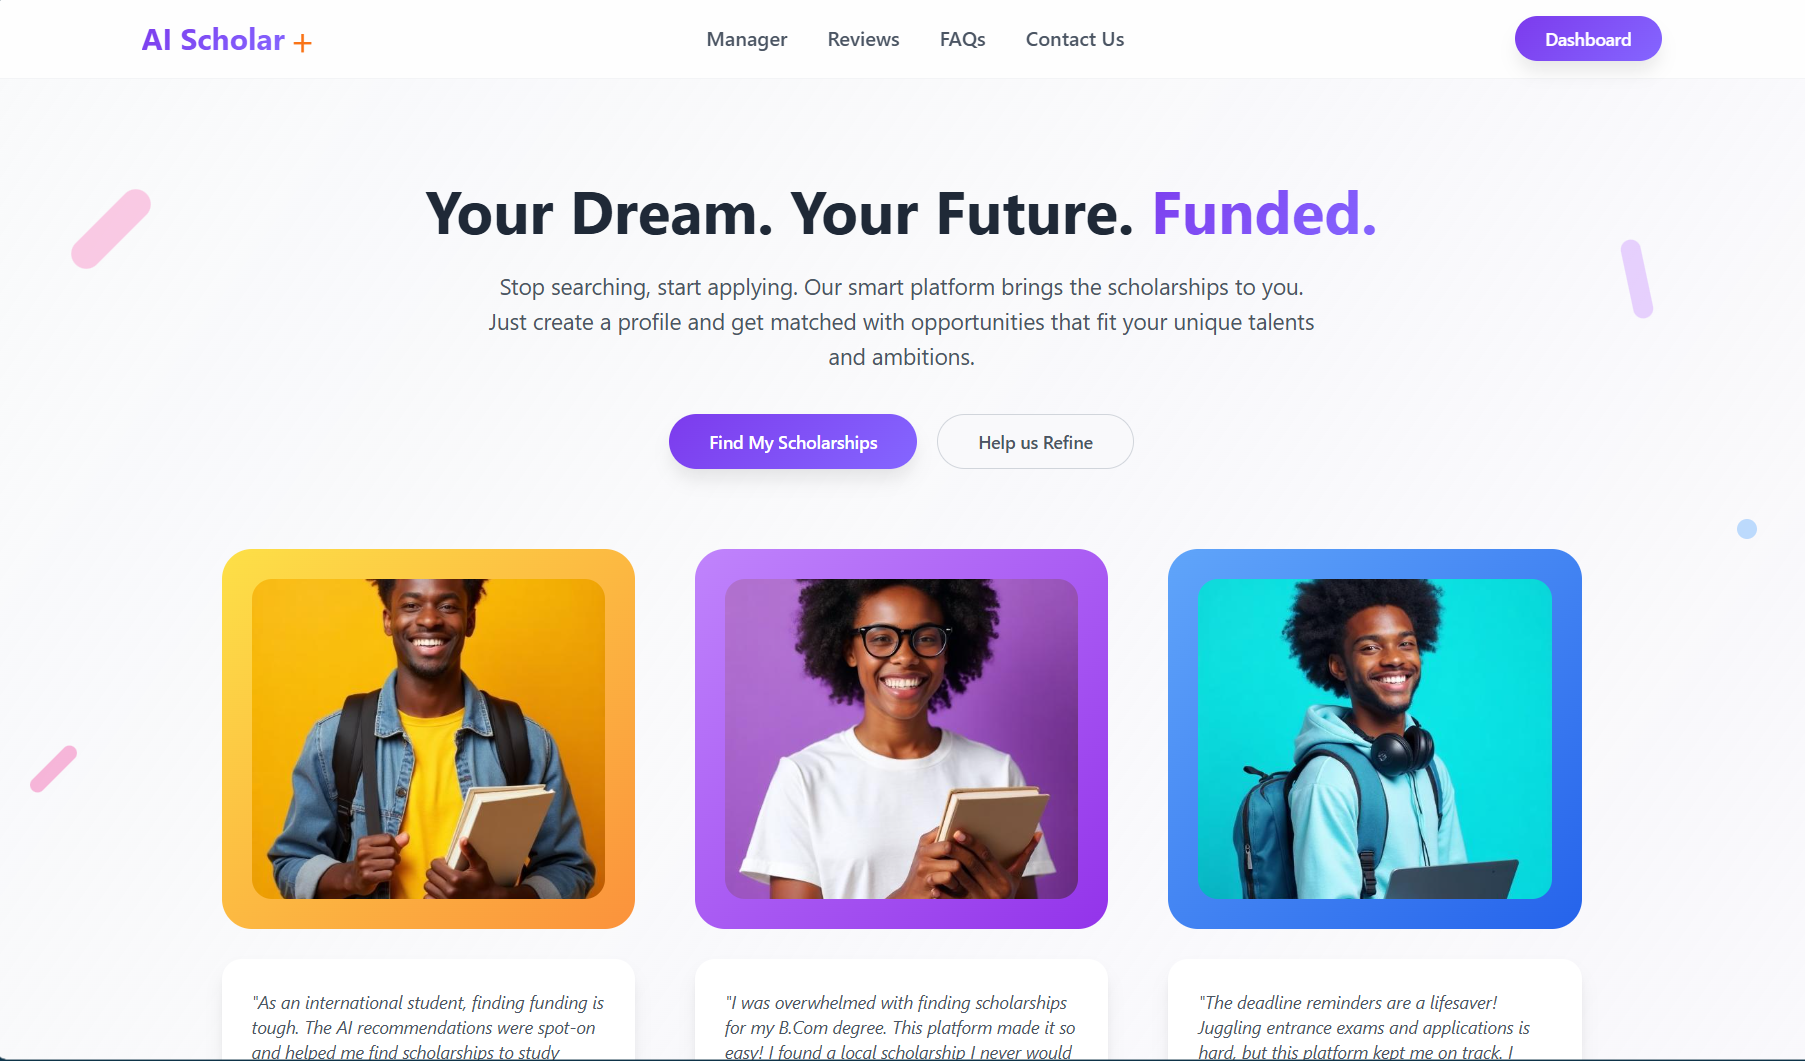 AI Scholar +
Manager
Reviews
FAQs
Contact Us
Dashboard
Your Dream. Your Future. Funded.
Stop searching, start applying. Our smart platform brings the scholarships to you.
Just create a profile and get matched with opportunities that fit your unique talents
and ambitions.
Find My Scholarships
Help us Refine
"As an international student, finding funding is
tough. The AI recommendations were spot-on
and helped me find scholarships to study
"I was overwhelmed with finding scholarships
for my B.Com degree. This platform made it so
easy! I found a local scholarship I never would
"The deadline reminders are a lifesaver!
Juggling entrance exams and applications is
hard, but this platform kept me on track. I